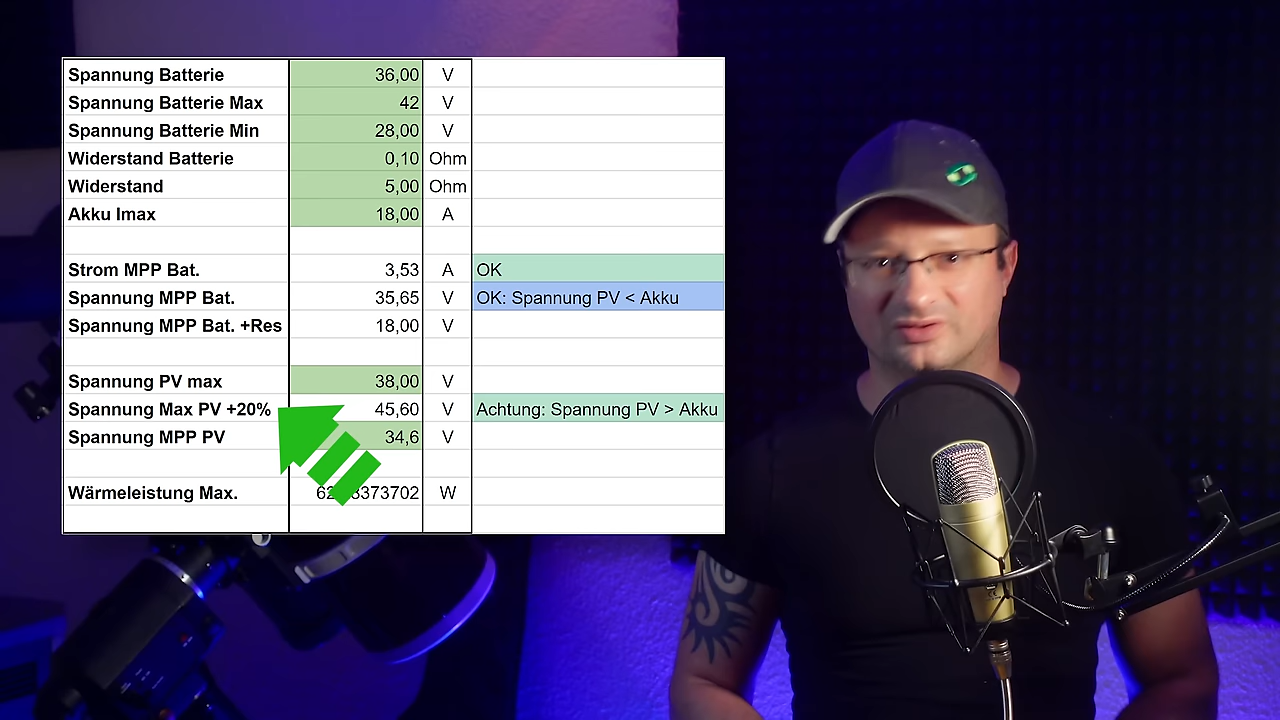 Spannung Batterie 36,00 V
Spannung Batterie Max 42 V
Spannung Batterie Min 28,00 V
Widerstand Batterie 0,10 Ohm
Widerstand 5,00 Ohm
Akku Imax 18,00 A
Strom MPP Bat. 3,53 A OK
Spannung MPP Bat. 35,65 V OK: Spannung PV < Akku
Spannung MPP Bat. +Res 18,00 V
Spannung PV max 38,00 V
Spannung Max PV +20% 45,60 V Achtung: Spannung PV > Akku
Spannung MPP PV 34,6 V
Wärmeleistung Max. W